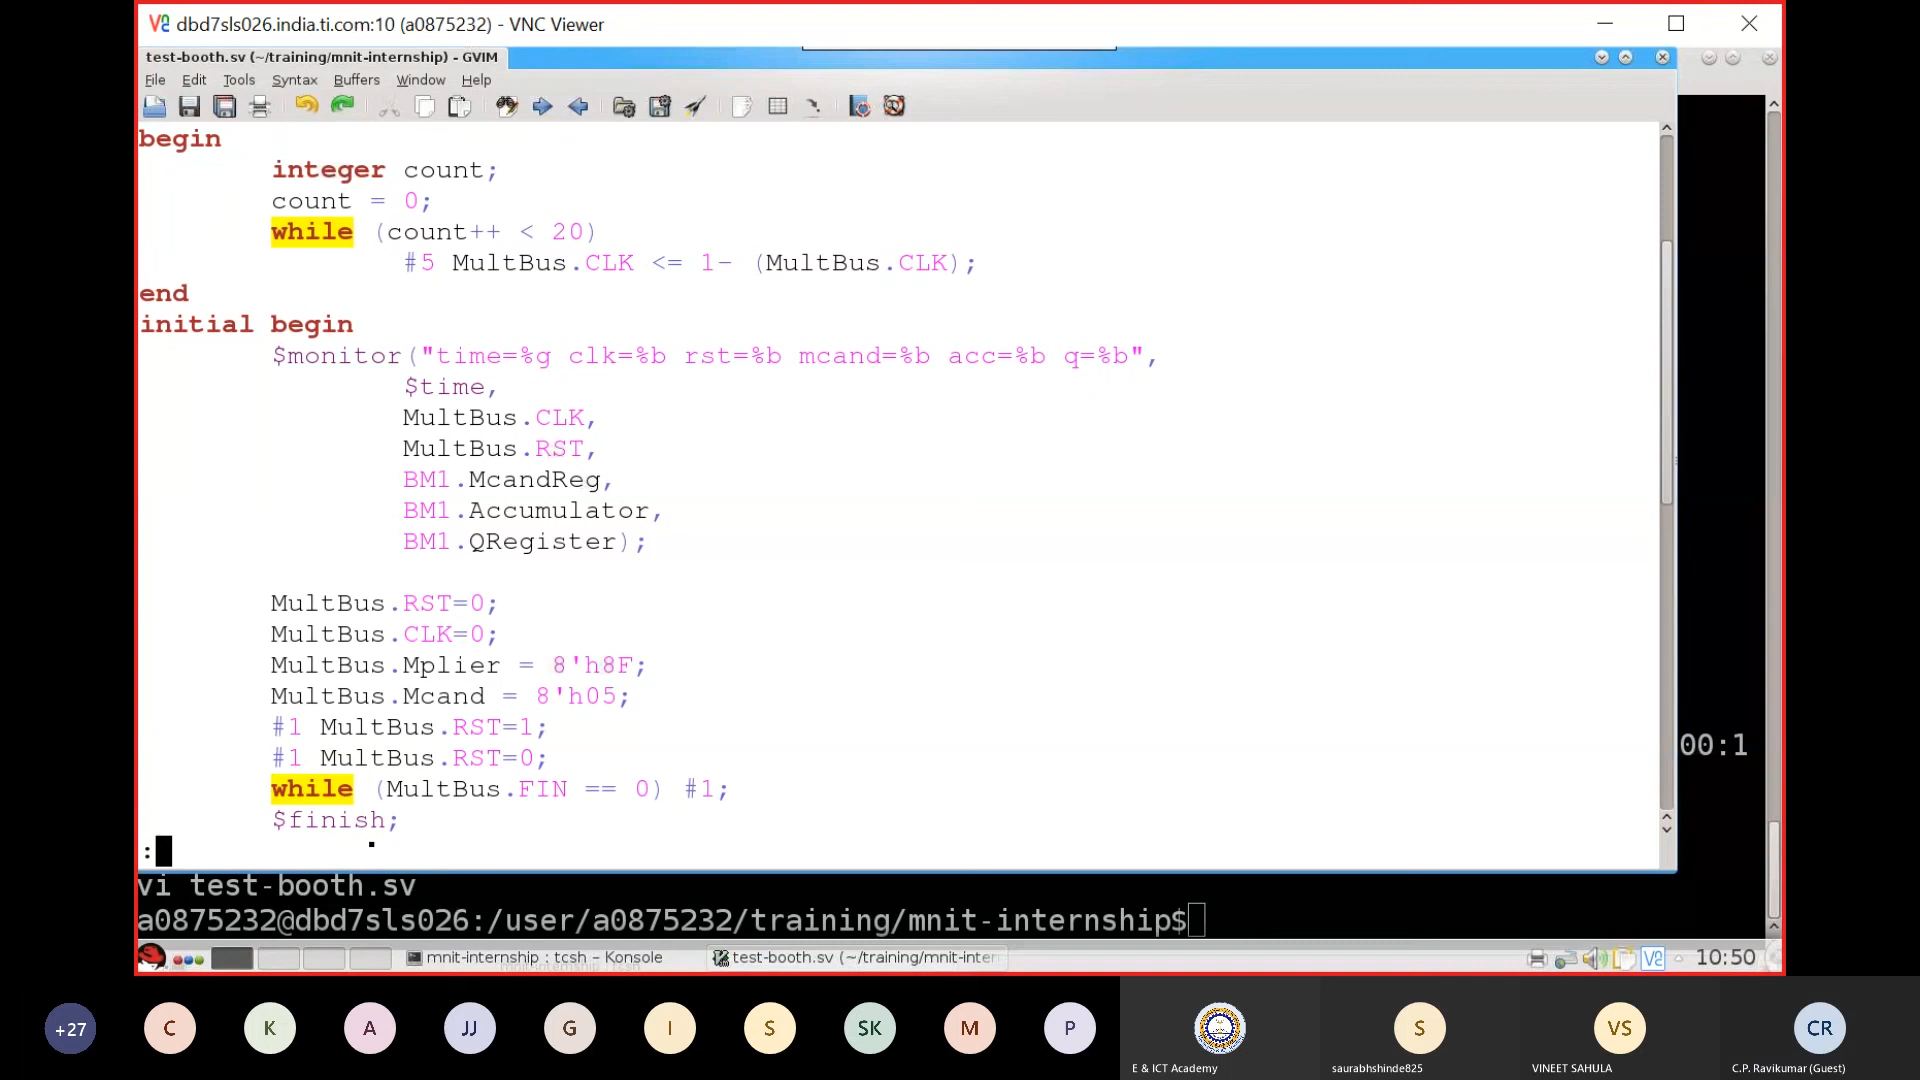 dbd7sls026.india.ti.com:10 (a0875232) - VNC Viewer
test-booth.sv (~/training/mnit-internship) - GVIM
File Edit Tools Syntax Buffers Window Help
begin
integer count;
count = 0;
while (count++ < 20)
#5 MultBus.CLK <= 1- (MultBus.CLK);
end
initial begin
$monitor("time=%g clk=%b rst=%b mcand=%b acc=%b q=%b",
$time,
MultBus.CLK,
MultBus.RST,
BM1.McandReg,
BM1.Accumulator,
BM1.QRegister);
MultBus.RST=0;
MultBus.CLK=0;
MultBus.Mplier = 8'h8F;
MultBus.Mcand = 8'h05;
#1 MultBus.RST=1;
#1 MultBus.RST=0;
while (MultBus.FIN == 0) #1;
$finish;
:
00:1
vi test-booth.sv
a0875232@dbd7sls026:/user/a0875232/training/mnit-internship$
mnit-internship : tcsh – Konsole
test-booth.sv (~/training/mnit-inter
10:50
+27 C K A JJ G I S SK M P S VS CR
E & ICT Academy saurabhshinde825 VINEET SAHULA C.P. Ravikumar (Guest)